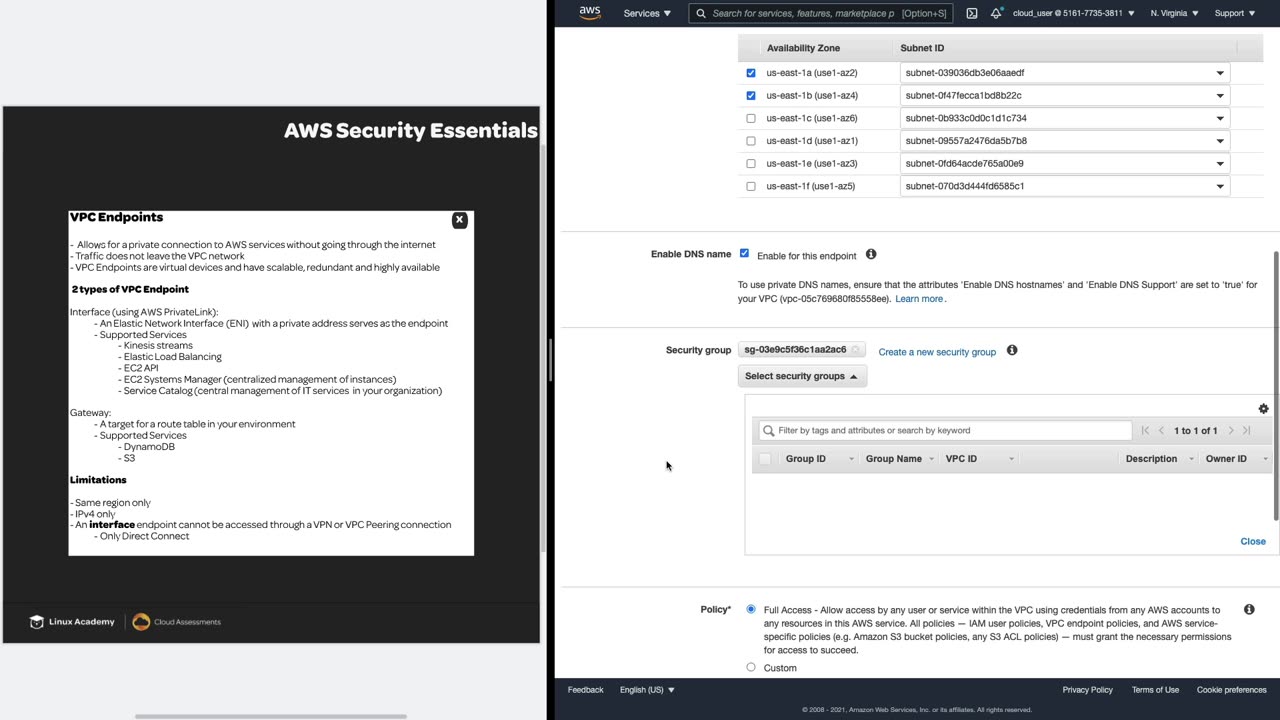 AWS Security Essentials
VPC Endpoints
x
- Allows for a private connection to AWS services without going through the internet
- Traffic does not leave the VPC network
- VPC Endpoints are virtual devices and have scalable, redundant and highly available
2 types of VPC Endpoint
Interface (using AWS PrivateLink):
- An Elastic Network Interface (ENI) with a private address serves as the endpoint
- Supported Services
- Kinesis streams
- Elastic Load Balancing
- EC2 API
- EC2 Systems Manager (centralized management of instances)
- Service Catalog (central management of IT services in your organization)
Gateway:
- A target for a route table in your environment
- Supported Services
- DynamoDB
- S3
Limitations
- Same region only
- IPv4 only
- An interface endpoint cannot be accessed through a VPN or VPC Peering connection
- Only Direct Connect
Linux Academy
Cloud Assessments
aws
Services
Search for services, features, marketplace p
[Option+S]
cloud_user @ 5161-7735-3811
N. Virginia
Support
Availability Zone Subnet ID
us-east-1a (use1-az2) subnet-039036db3e06aaedf
us-east-1b (use1-az4) subnet-0f47fecca1bd8b22c
us-east-1c (use1-az6) subnet-0b933c0d0c1d1c734
us-east-1d (use1-az1) subnet-09557a2476da5b7b8
us-east-1e (use1-az3) subnet-0fd64acde765a00e9
us-east-1f (use1-az5) subnet-070d3d444fd6585c1
Enable DNS name Enable for this endpoint
To use private DNS names, ensure that the attributes 'Enable DNS hostnames' and 'Enable DNS Support' are set to 'true' for
your VPC (vpc-05c769680f85558ee). Learn more.
Security group sg-03e9c5f36c1aa2ac6 Create a new security group
Select security groups
Filter by tags and attributes or search by keyword
1 to 1 of 1
Group ID Group Name VPC ID Description Owner ID
Close
Policy* Full Access - Allow access by any user or service within the VPC using credentials from any AWS accounts to
any resources in this AWS service. All policies — IAM user policies, VPC endpoint policies, and AWS service-
specific policies (e.g. Amazon S3 bucket policies, any S3 ACL policies) — must grant the necessary permissions
for access to succeed.
Custom
Feedback English (US) Privacy Policy Terms of Use Cookie preferences
© 2008 - 2021, Amazon Web Services, Inc. or its affiliates. All rights reserved.